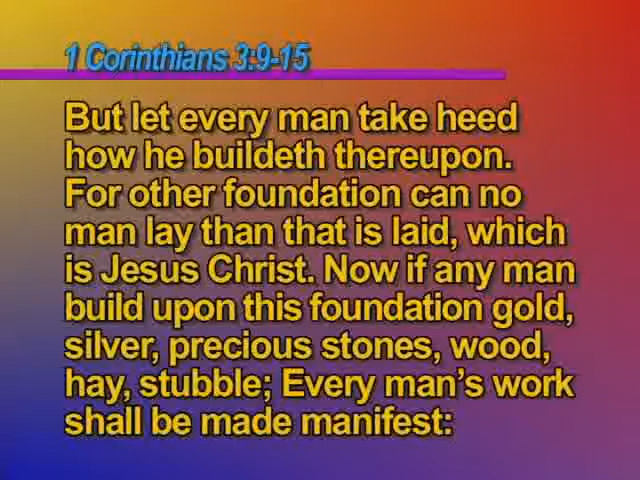 1 Corinthians 3:9-15
But let every man take heed
how he buildeth thereupon.
For other foundation can no
man lay than that is laid, which
is Jesus Christ. Now if any man
build upon this foundation gold,
silver, precious stones, wood,
hay, stubble; Every man's work
shall be made manifest: